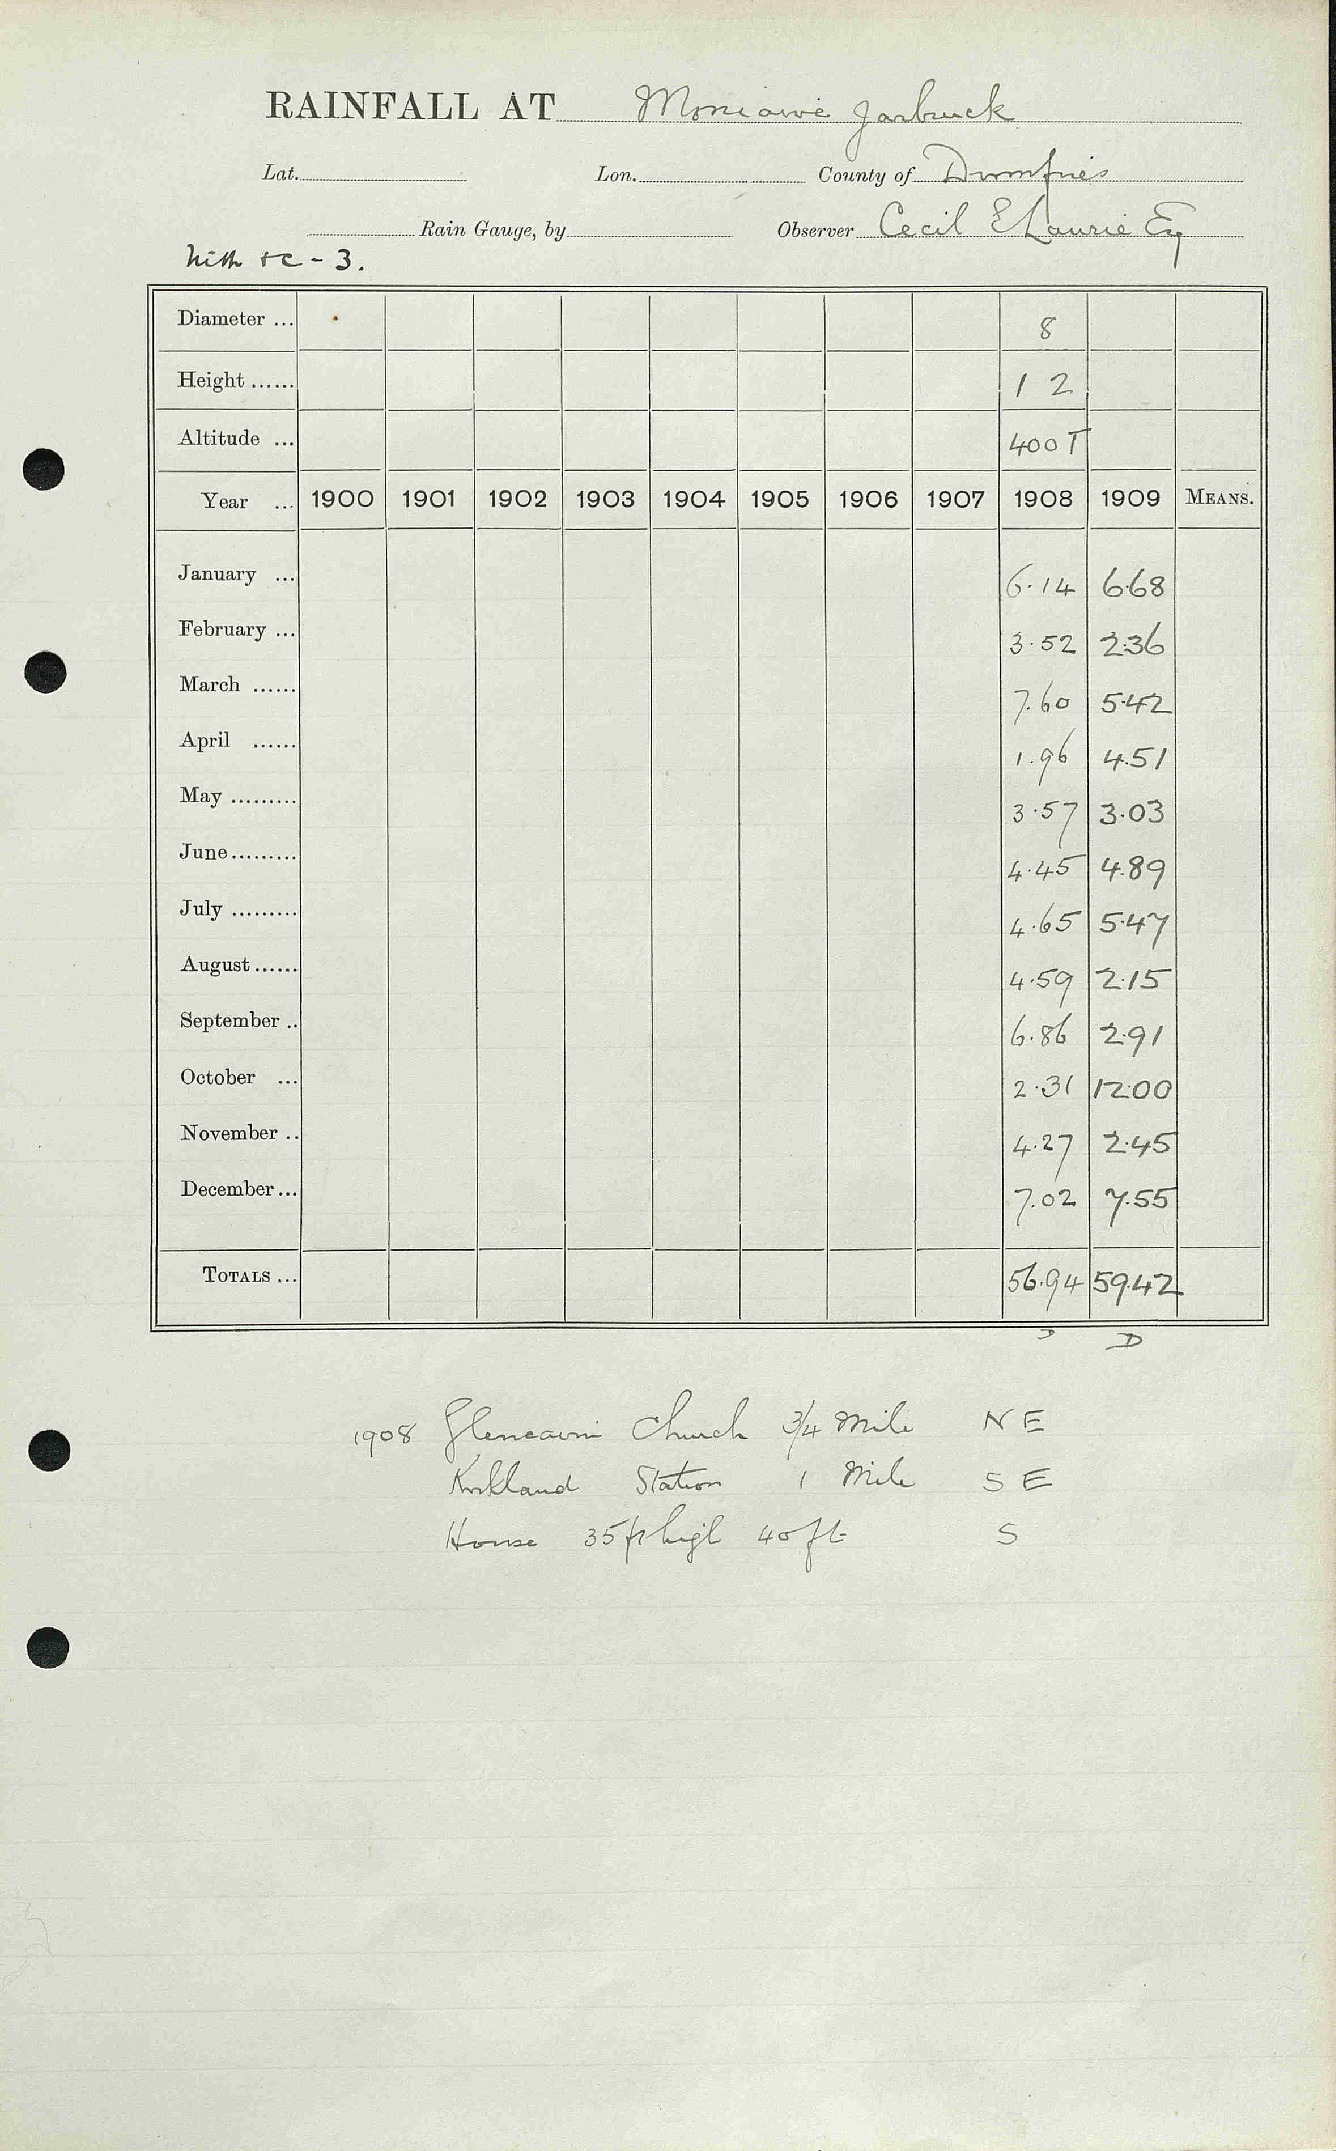 RAINFALL AT Moniaive Jarbruck
Lat. Lon. County of Dumfries
Rain Gauge, by Observer Cecil E Laurie Esq
Nith &c - 3.
Diameter ... 8
Height ...... 1 2
Altitude ... 400 T
Year ... 1900 1901 1902 1903 1904 1905 1906 1907 1908 1909 MEANS.
January ... 6.14 6.68
February ... 3.52 2.36
March ...... 7.60 5.42
April ...... 1.96 4.51
May ......... 3.57 3.03
June ......... 4.45 4.89
July ......... 4.65 5.47
August ...... 4.59 2.15
September .. 6.86 2.91
October ... 2.31 12.00
November .. 4.27 2.45
December ... 7.02 7.55
TOTALS ... 56.94 59.42
D D
1908 Glencairn Church 3/4 Mile NE
Kirkland Station 1 Mile SE
House 35 ft high 40 ft S